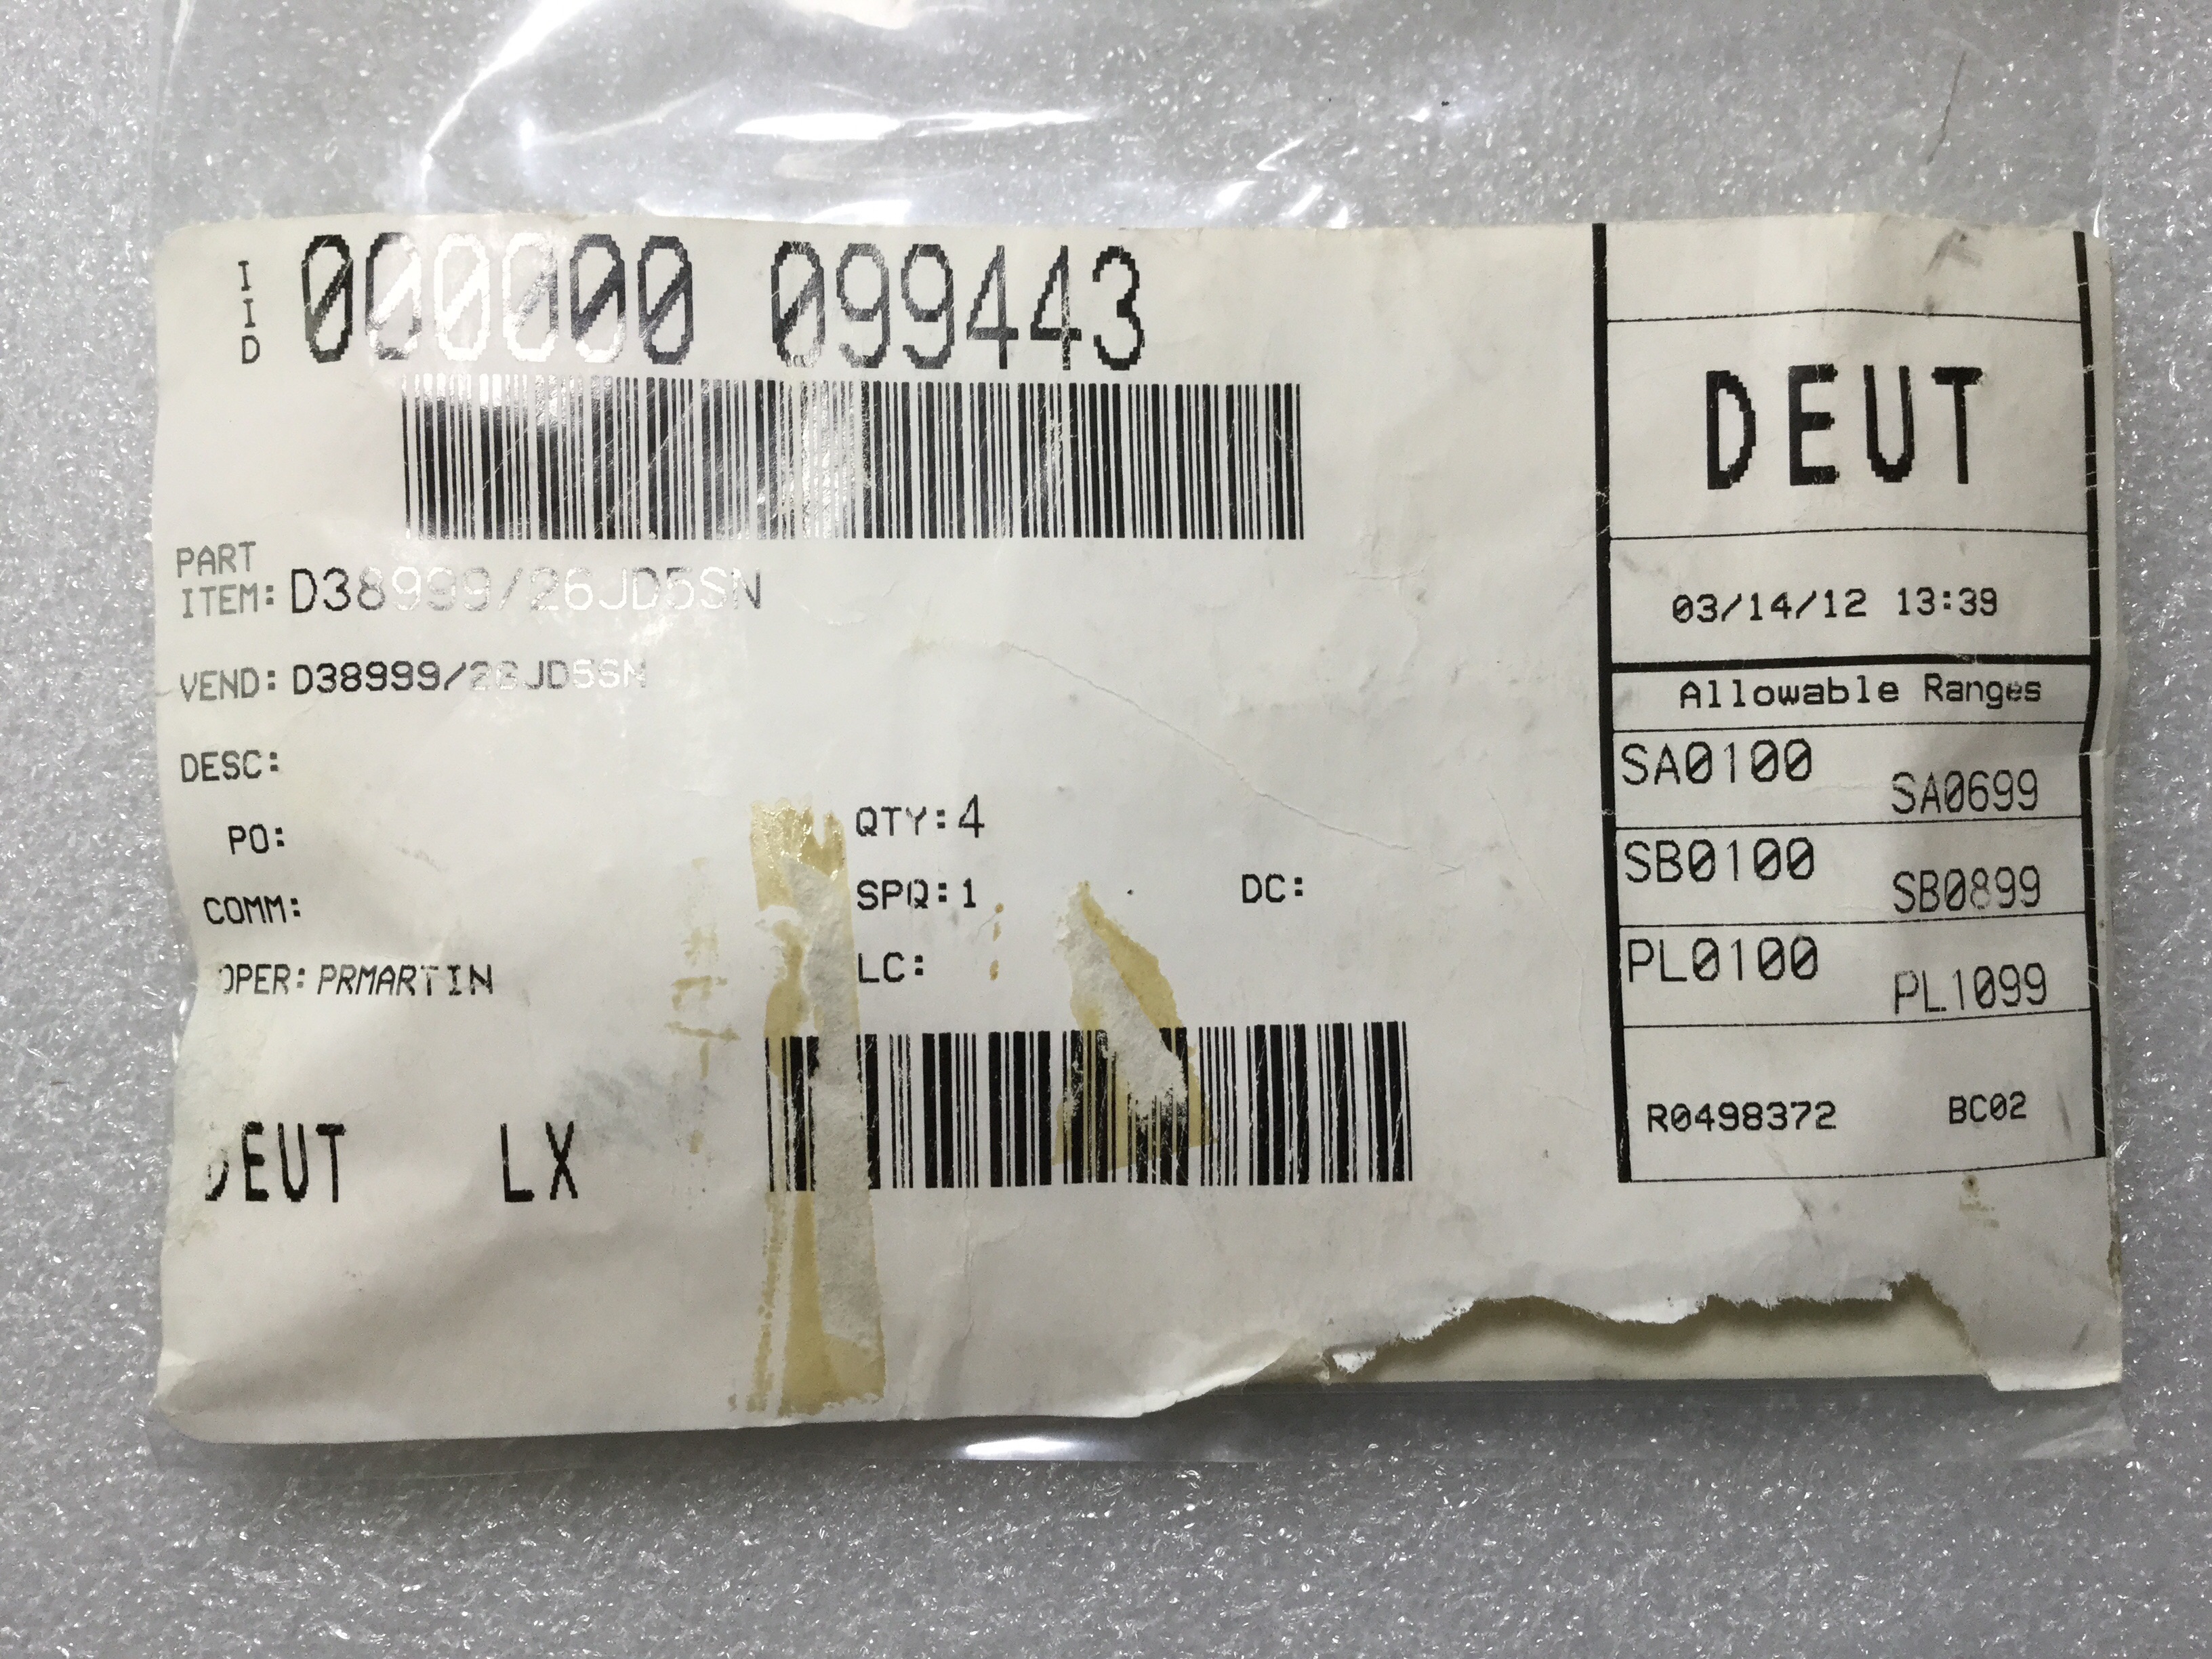 IID 000000 099443
PART
ITEM: D38999/26JD5SN
VEND: D38999/26JD5SN
DESC:
PO:
QTY: 4
COMM:
SPQ: 1
DC:
OPER: PRMARTIN
LC:
DEUT LX
DEUT
03/14/12 13:39
Allowable Ranges
SA0100 SA0699
SB0100 SB0899
PL0100 PL1099
R0498372 BC02